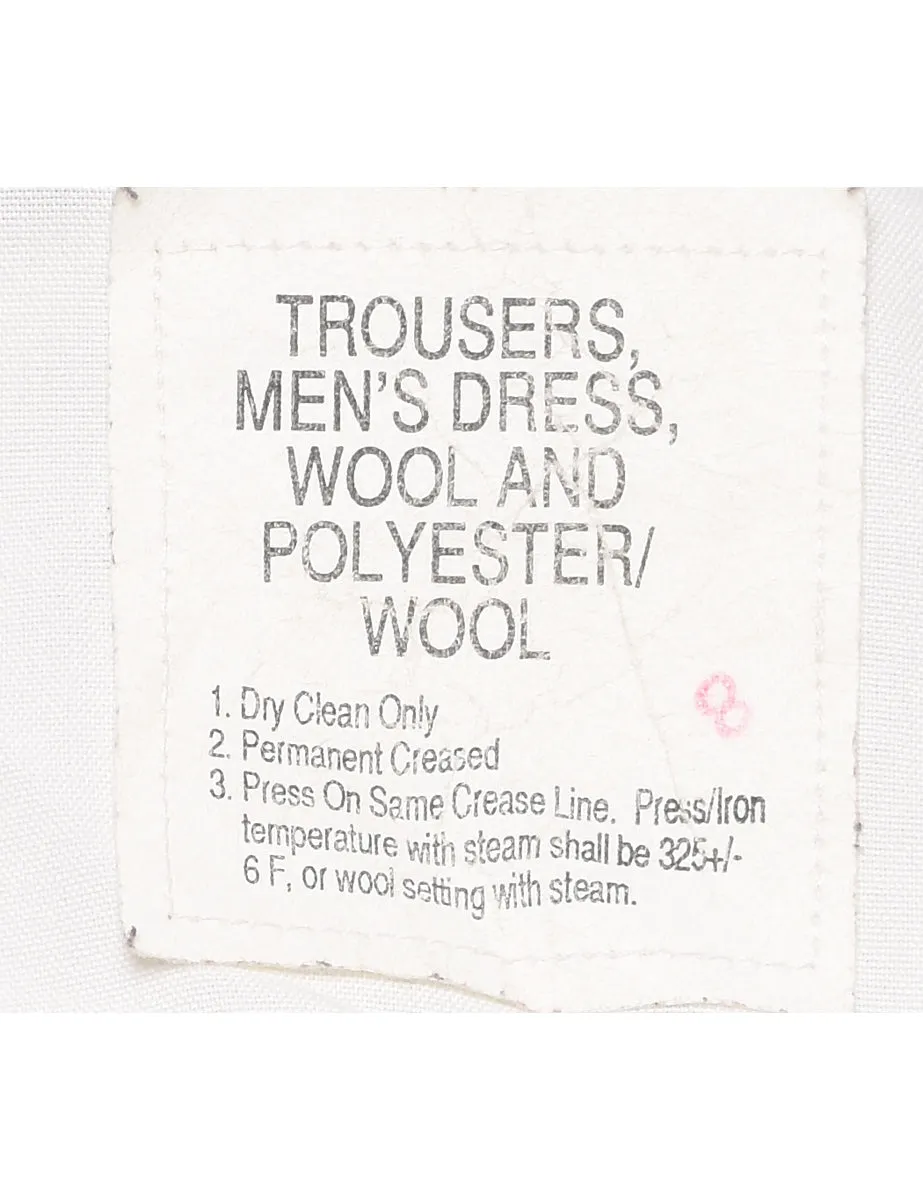 TROUSERS,
MEN'S DRESS,
WOOL AND
POLYESTER/
WOOL
1. Dry Clean Only
2. Permanent Creased
3. Press On Same Crease Line. Press/Iron
temperature with steam shall be 325+/-
6 F, or wool setting with steam.